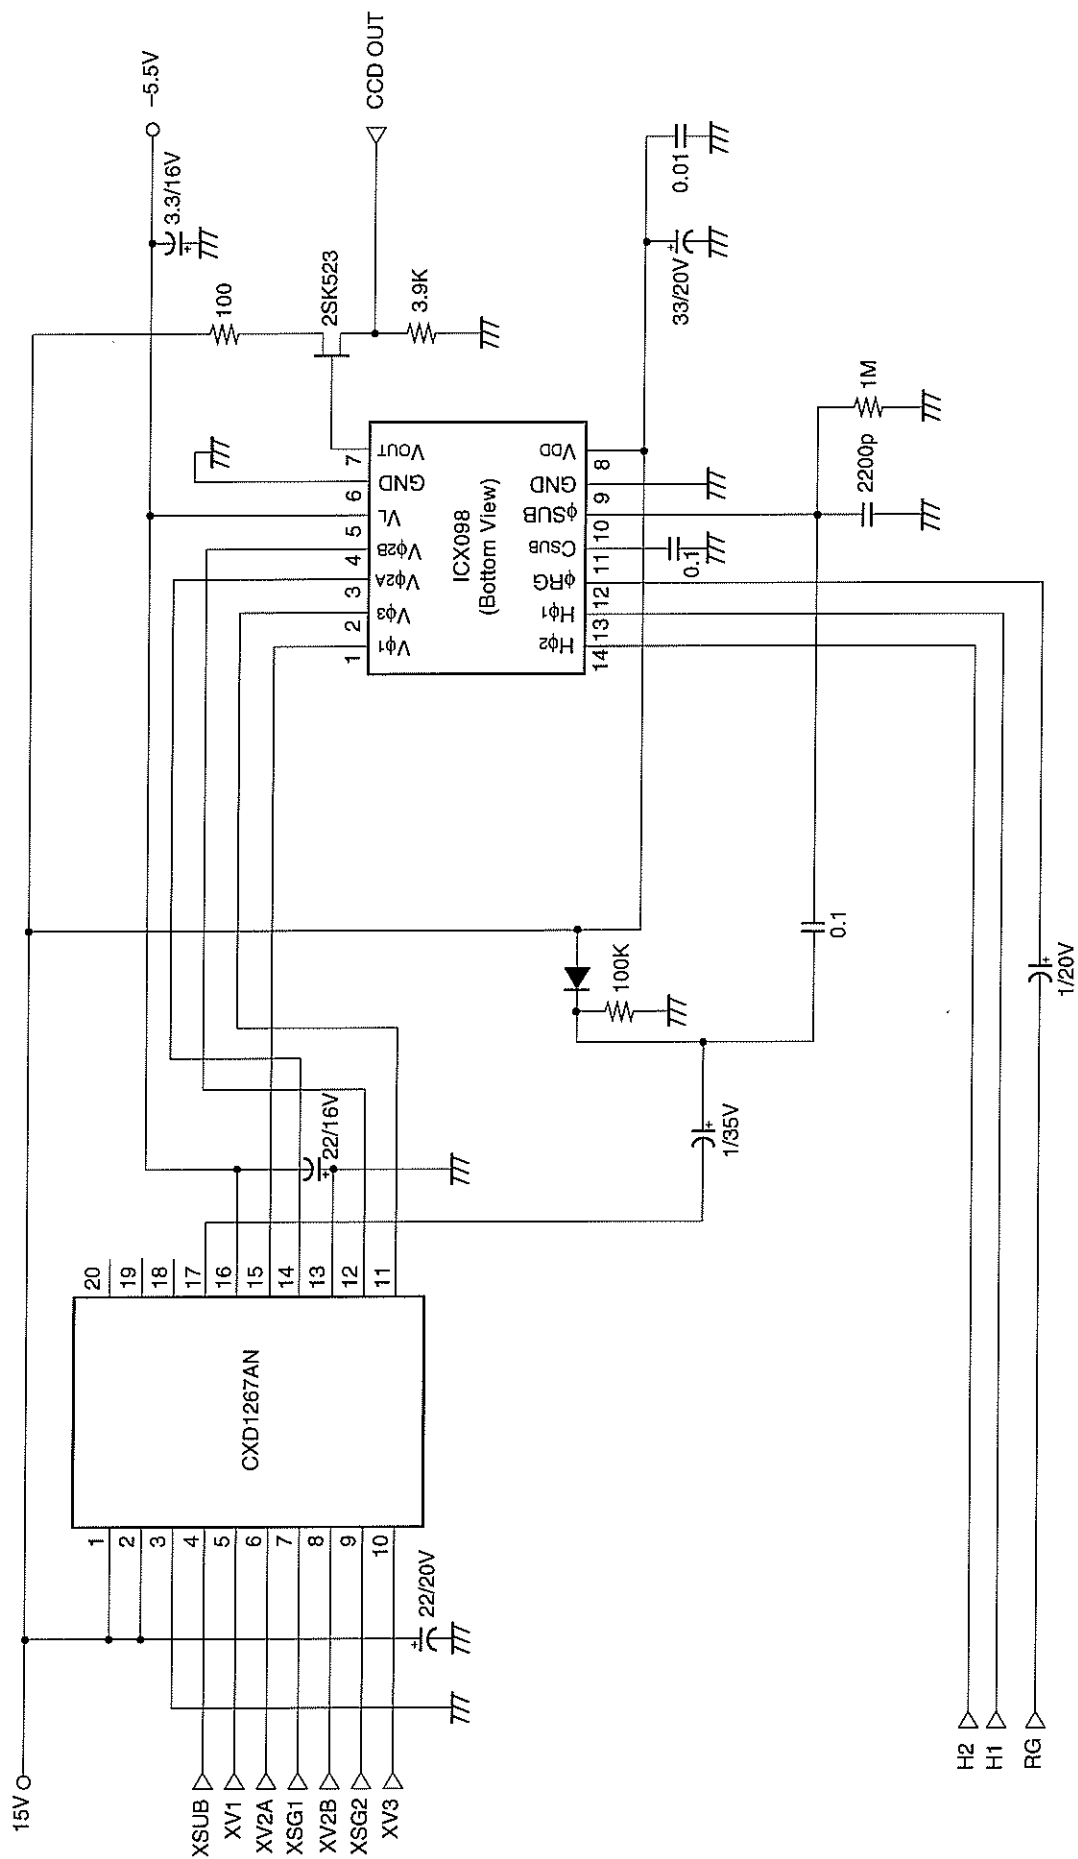 15V
−5.5V
3.3/16V
100
2SK523
CCD OUT
3.9K
CXD1267AN
1
2
3
4
5
6
7
8
9
10
20
19
18
17
16
15
14
13
12
11
XSUB
XV1
XV2A
XSG1
XV2B
XSG2
XV3
22/20V
22/16V
ICX098
(Bottom View)
1
2
3
4
5
6
7
Vφ1
Vφ3
Vφ2A
Vφ2B
VL
GND
VOUT
14
13
12
11
10
9
8
Hφ2
Hφ1
φRG
CSUB
φSUB
GND
VDD
100K
1/35V
0.1
0.1
33/20V
0.01
2200p
1M
H2
H1
RG
1/20V